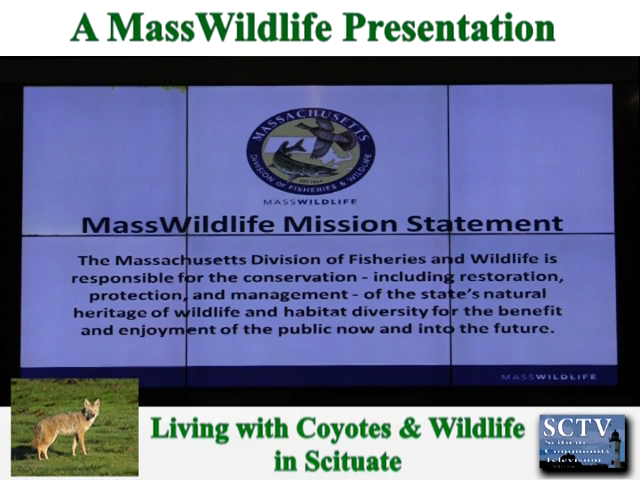 A MassWildlife Presentation
MASSACHUSETTS
DIVISION OF FISHERIES & WILDLIFE
MASSWILDLIFE
MassWildlife Mission Statement
The Massachusetts Division of Fisheries and Wildlife is
responsible for the conservation - including restoration,
protection, and management - of the state's natural
heritage of wildlife and habitat diversity for the benefit
and enjoyment of the public now and into the future.
MASSWILDLIFE
Living with Coyotes & Wildlife
in Scituate
SCTV
Scituate
Community
Television